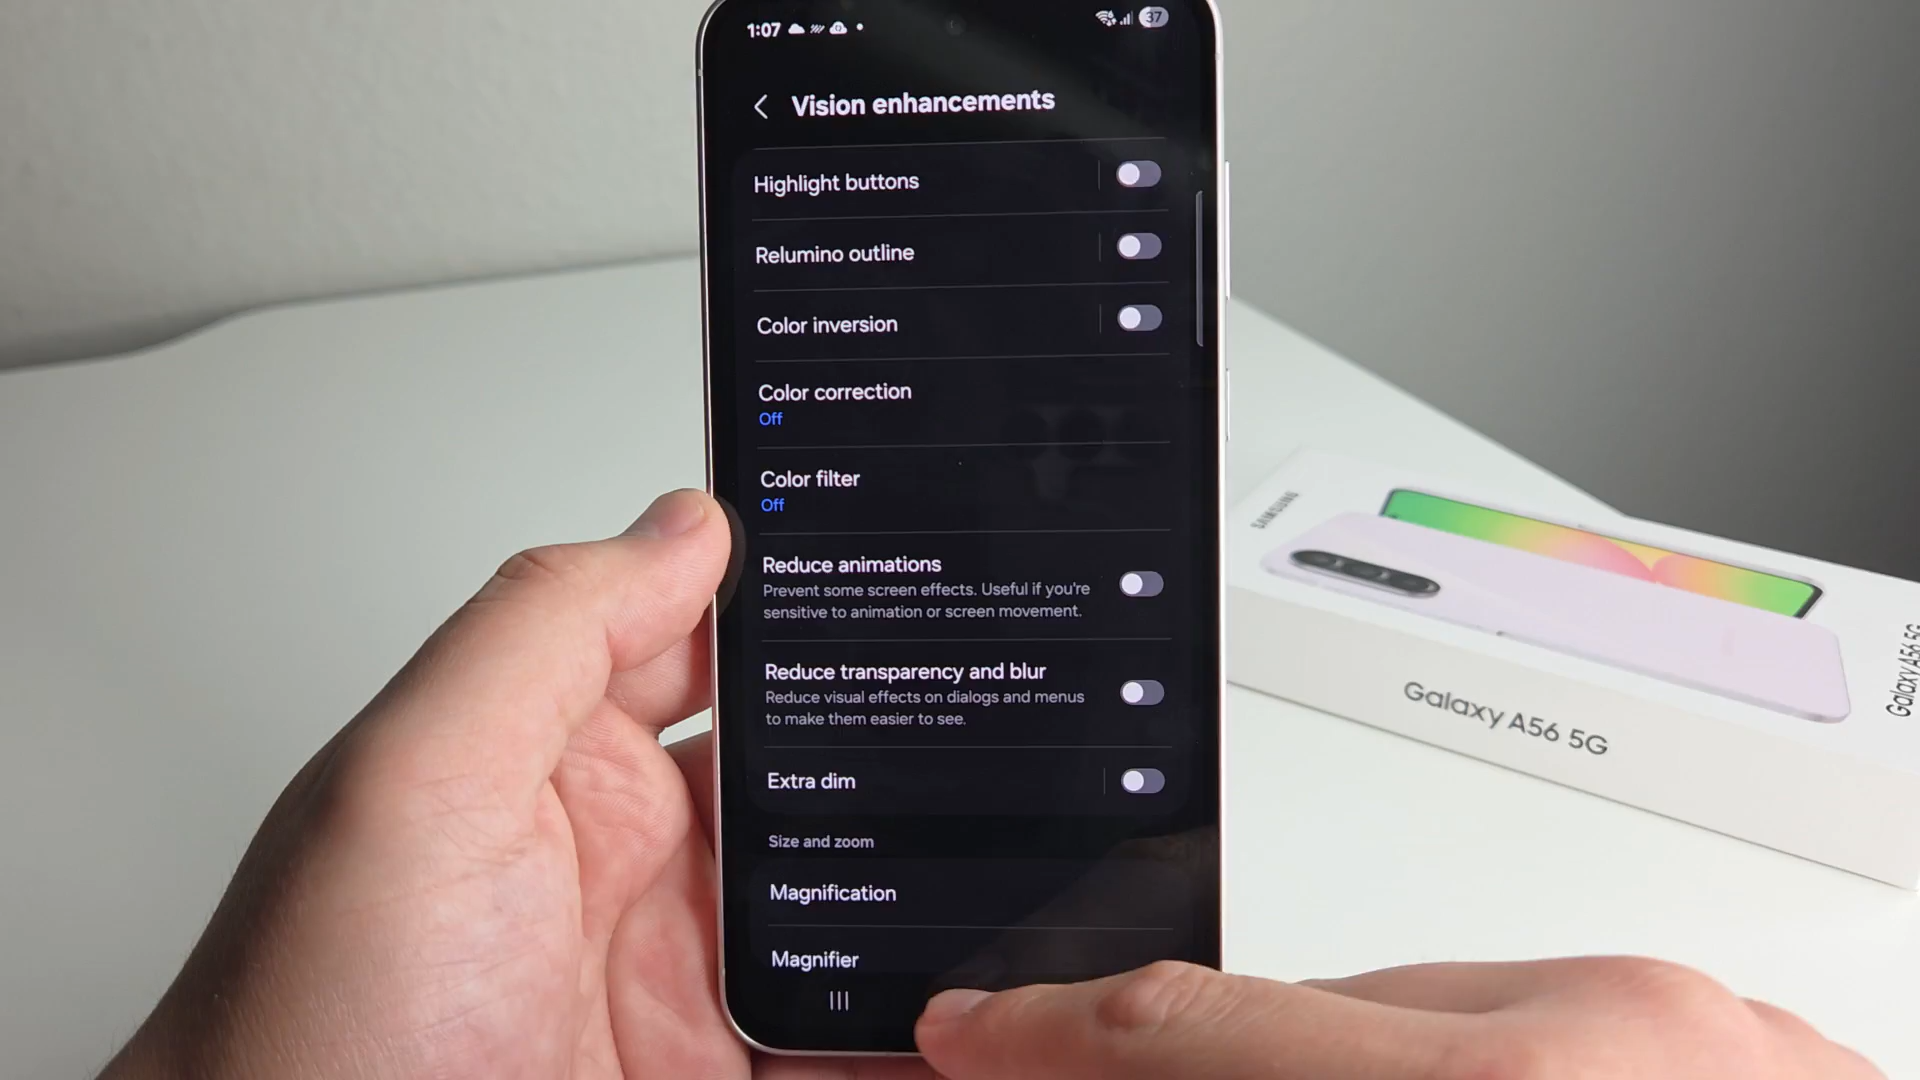 1:07
37
Vision enhancements
Highlight buttons
Relumino outline
Color inversion
Color correction
Off
Color filter
Off
Reduce animations
Prevent some screen effects. Useful if you're
sensitive to animation or screen movement.
Reduce transparency and blur
Reduce visual effects on dialogs and menus
to make them easier to see.
Extra dim
Size and zoom
Magnification
Magnifier
SAMSUNG
Galaxy A56 5G
Galaxy A56 5G